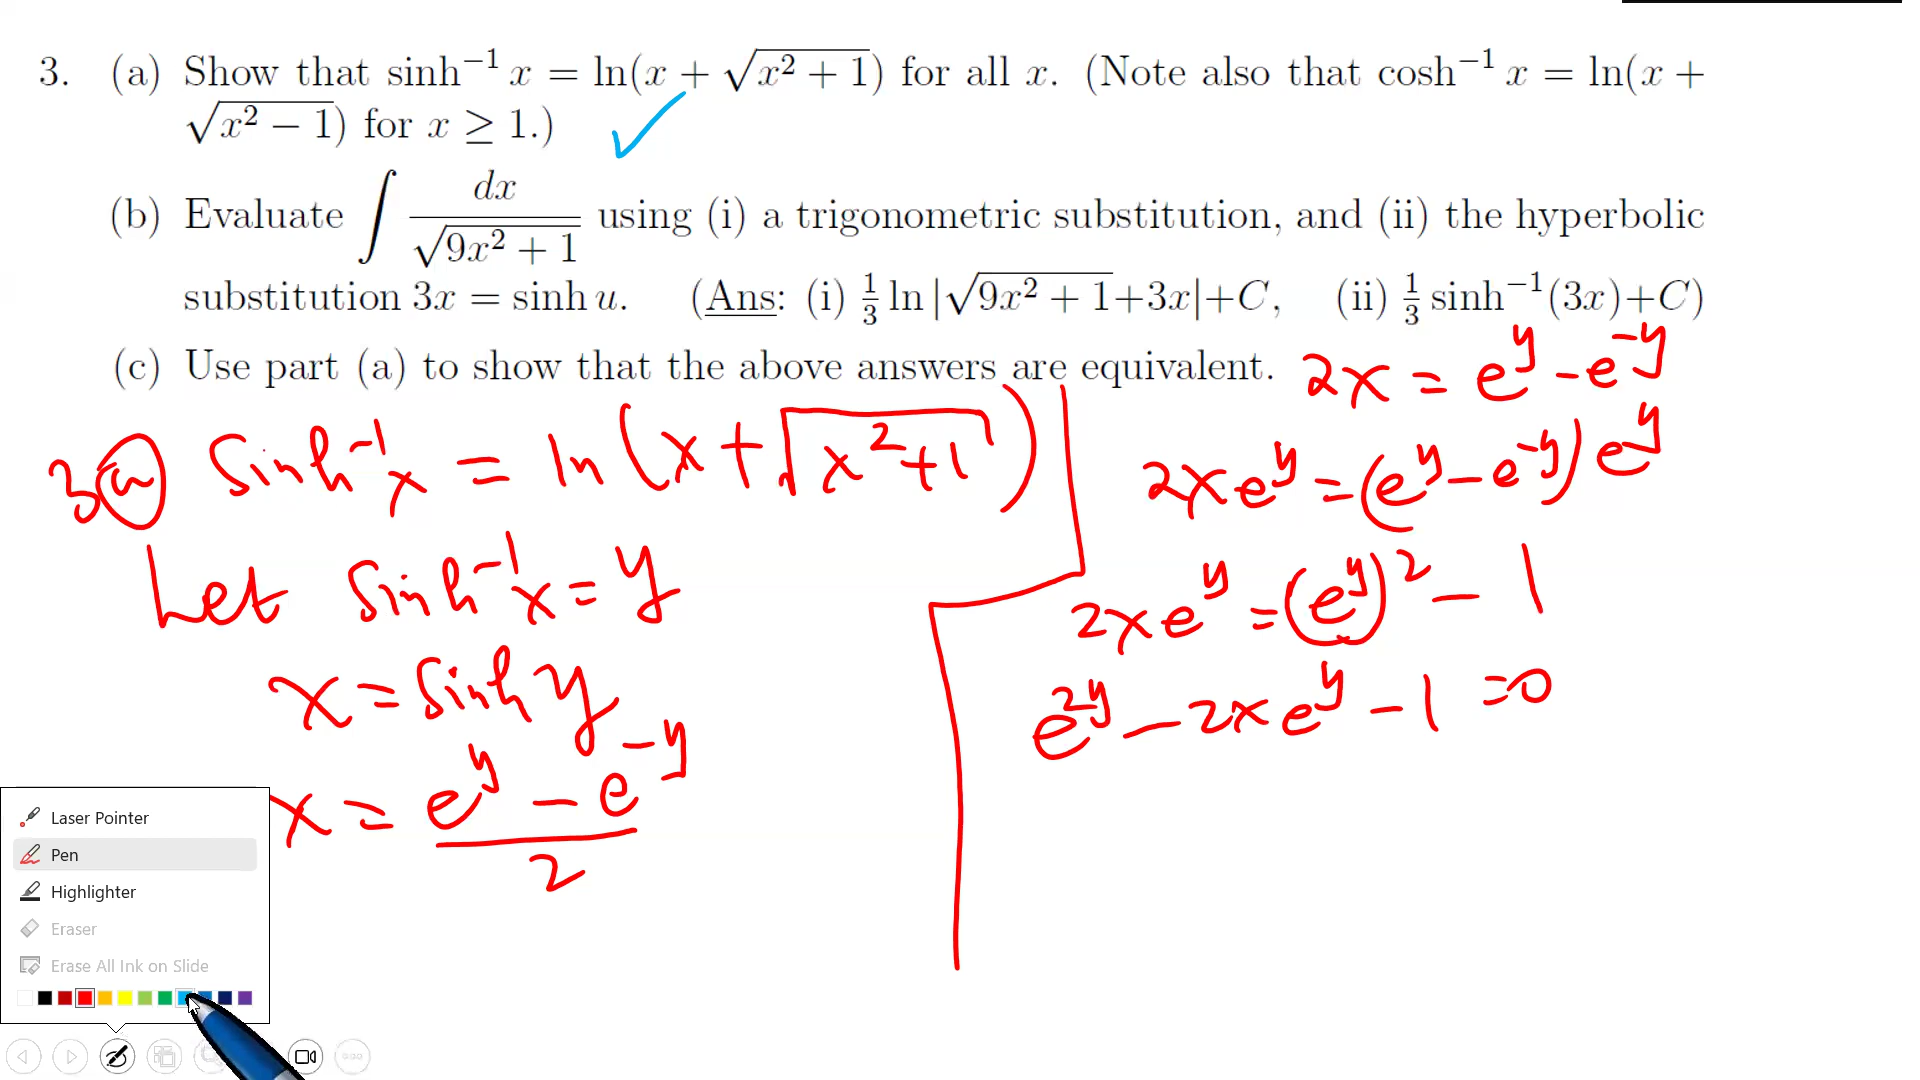 3. (a) Show that sinh⁻¹ x = ln(x + √(x² + 1)) for all x. (Note also that cosh⁻¹ x = ln(x +
√(x² − 1)) for x ≥ 1.)
(b) Evaluate ∫ dx/√(9x² + 1) using (i) a trigonometric substitution, and (ii) the hyperbolic
substitution 3x = sinh u. (Ans: (i) 1/3 ln |√(9x² + 1)+3x|+C, (ii) 1/3 sinh⁻¹(3x)+C)
(c) Use part (a) to show that the above answers are equivalent.
3(a) Sinh⁻¹x = ln(x + √(x²+1))
Let Sinh⁻¹x = y
x = Sinh y
x = (e^y − e^−y)/2
2x = e^y − e^−y
2xe^y = (e^y − e^−y)e^y
2xe^y = (e^y)² − 1
e^2y − 2xe^y − 1 = 0
Laser Pointer
Pen
Highlighter
Eraser
Erase All Ink on Slide